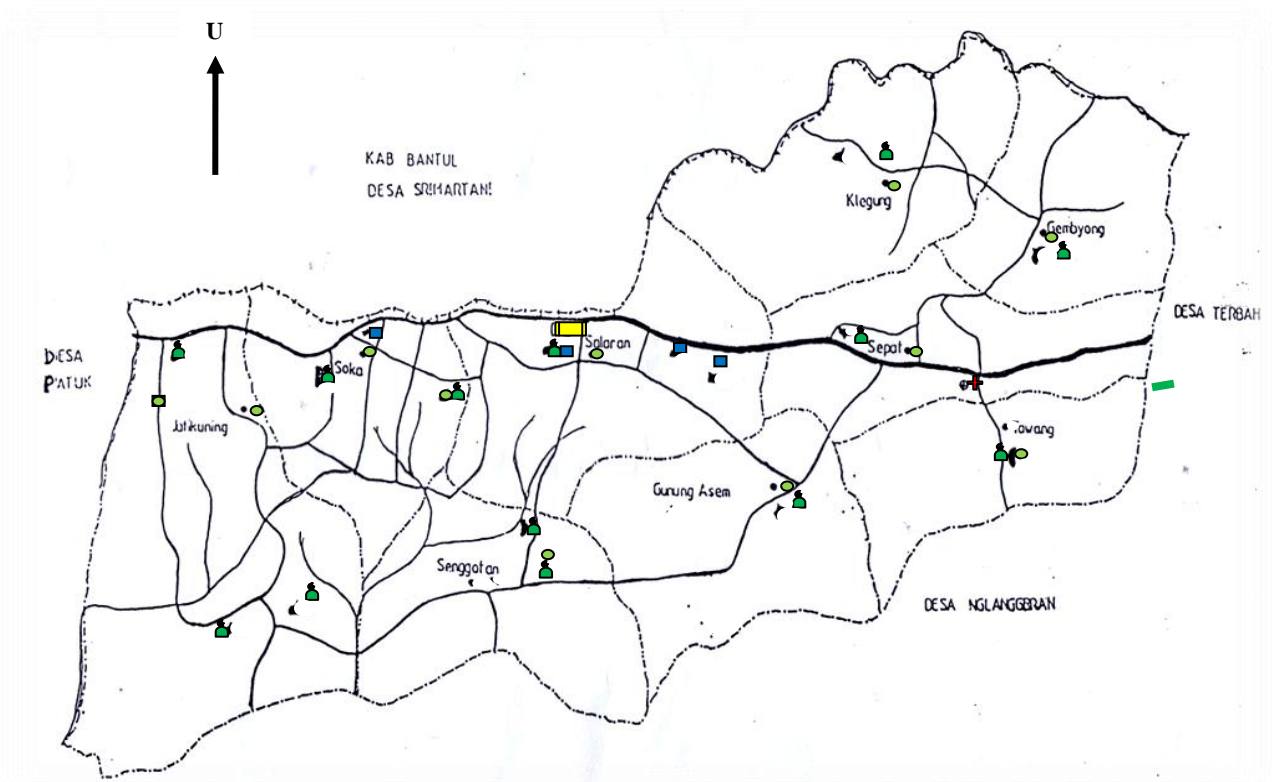 U
KAB BANTUL
DESA SRIMARTANI
Klegung
Gembyong
DESA TERBAH
DESA
PATUK
Soka
Salaran
Sepat
Jatikuning
Tawang
Gunung Asem
Senggotan
DESA NGLANGGERAN